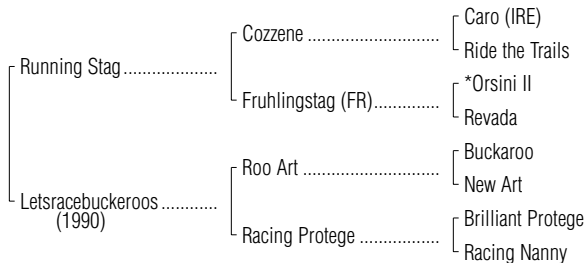 Caro (IRE)
Cozzene ........................
Ride the Trails
Running Stag .................
*Orsini II
Fruhlingstag (FR)............
Revada
Buckaroo
Roo Art .........................
New Art
Letsracebuckeroos ..........
(1990)
Brilliant Protege
Racing Protege ...............
Racing Nanny